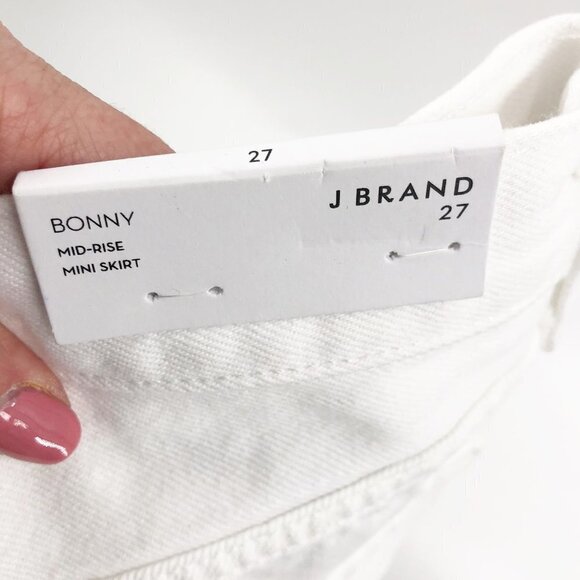 27
BONNY
MID-RISE
MINI SKIRT
J BRAND
27